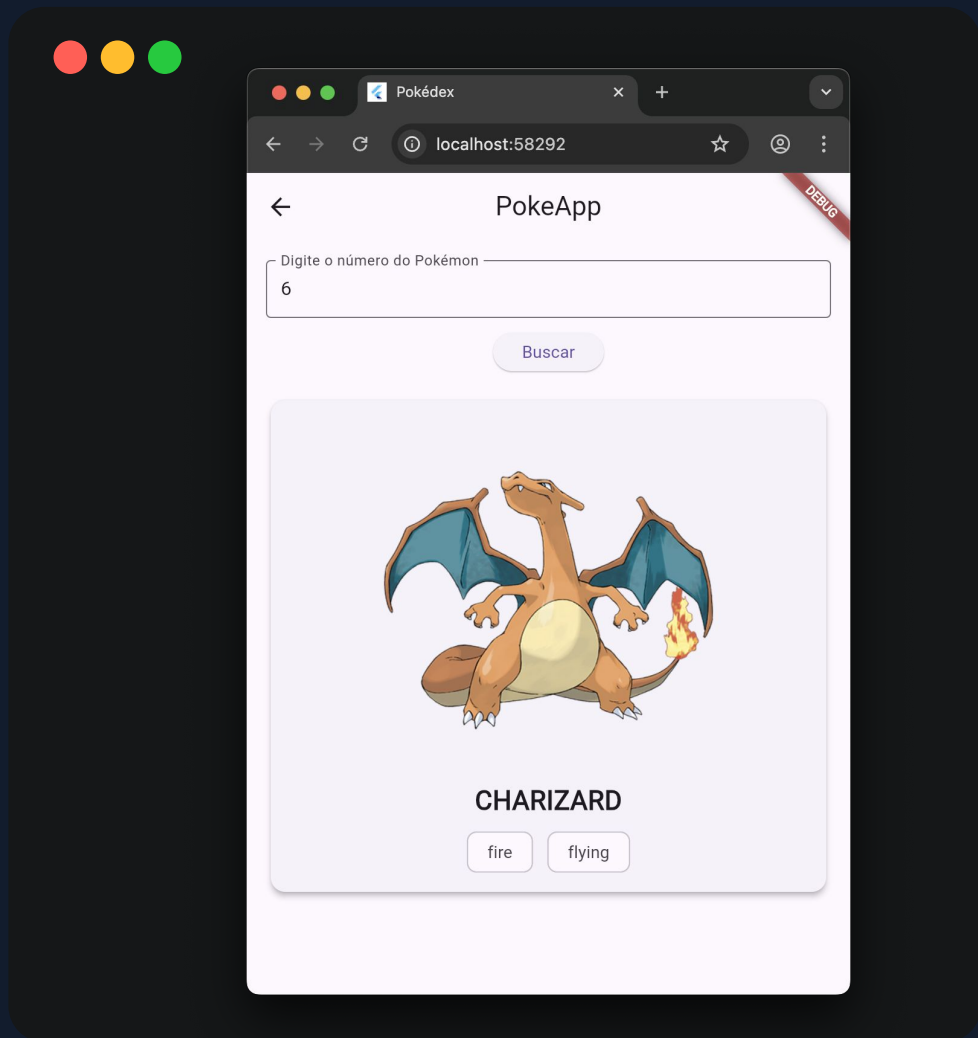 Pokédex
localhost:58292
PokeApp
DEBUG
Digite o número do Pokémon
6
Buscar
CHARIZARD
fire
flying